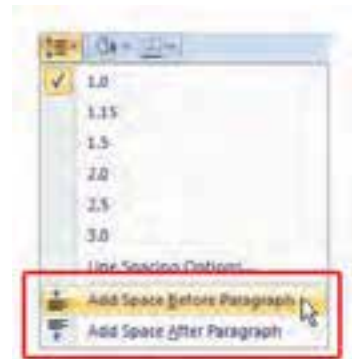 1.0
1.15
1.5
2.0
2.5
3.0
Line Spacing Options...
Add Space Before Paragraph
Add Space After Paragraph